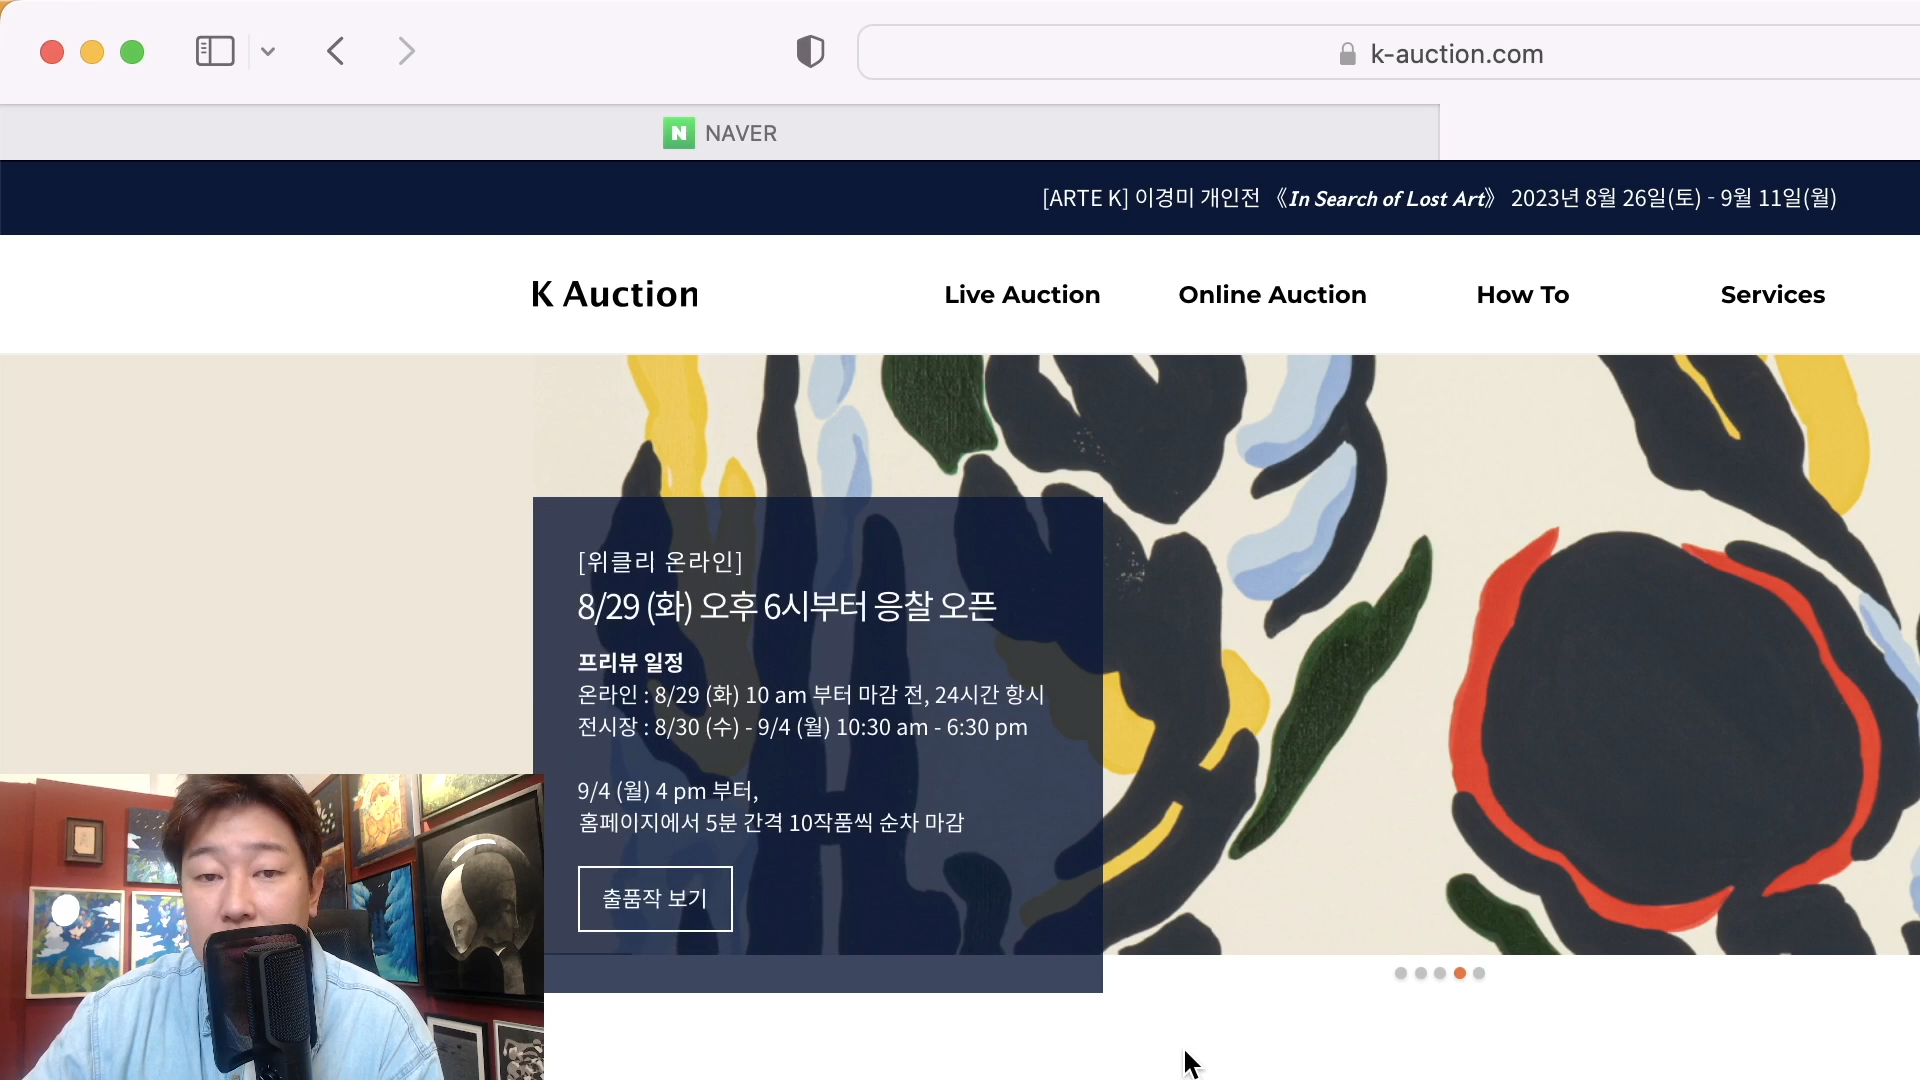 k-auction.com
N NAVER
[ARTE K] 이경미 개인전 《In Search of Lost Art》 2023년 8월 26일(토) - 9월 11일(월)
K Auction
Live Auction
Online Auction
How To
Services
[위클리 온라인]
8/29 (화) 오후 6시부터 응찰 오픈
프리뷰 일정
온라인 : 8/29 (화) 10 am 부터 마감 전, 24시간 항시
전시장 : 8/30 (수) - 9/4 (월) 10:30 am - 6:30 pm
9/4 (월) 4 pm 부터,
홈페이지에서 5분 간격 10작품씩 순차 마감
출품작 보기